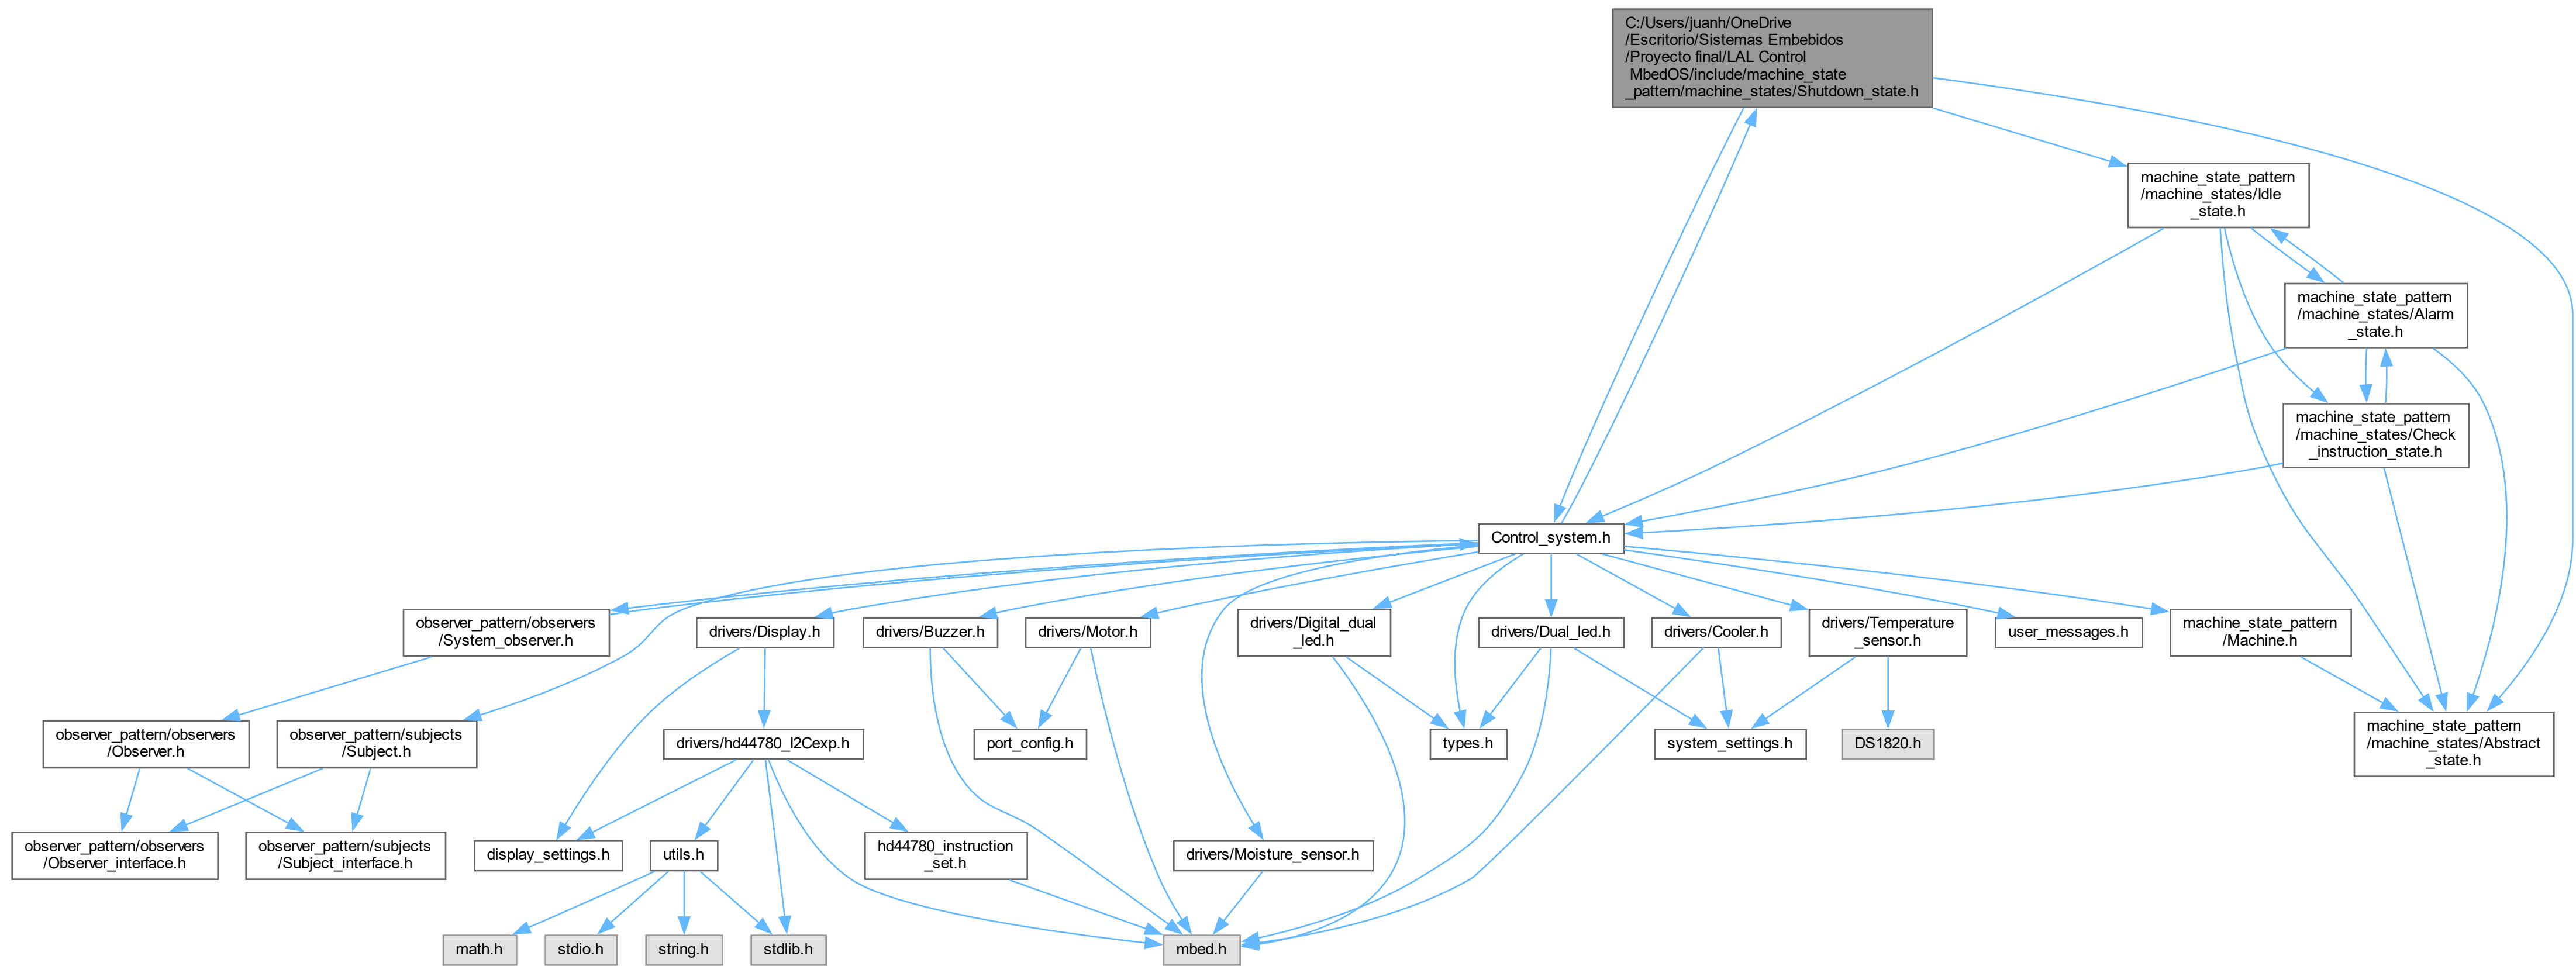 C:/Users/juanh/OneDrive
/Escritorio/Sistemas Embebidos
/Proyecto final/LAL Control
MbedOS/include/machine_state
_pattern/machine_states/Shutdown_state.h
machine_state_pattern
/machine_states/Idle
_state.h
machine_state_pattern
/machine_states/Alarm
_state.h
machine_state_pattern
/machine_states/Check
_instruction_state.h
Control_system.h
observer_pattern/observers
/System_observer.h
drivers/Display.h
drivers/Buzzer.h
drivers/Motor.h
drivers/Digital_dual
_led.h
drivers/Dual_led.h
drivers/Cooler.h
drivers/Temperature
_sensor.h
user_messages.h
machine_state_pattern
/Machine.h
observer_pattern/observers
/Observer.h
observer_pattern/subjects
/Subject.h
drivers/hd44780_I2Cexp.h
port_config.h
types.h
system_settings.h
DS1820.h
machine_state_pattern
/machine_states/Abstract
_state.h
observer_pattern/observers
/Observer_interface.h
observer_pattern/subjects
/Subject_interface.h
display_settings.h
utils.h
hd44780_instruction
_set.h
drivers/Moisture_sensor.h
math.h
stdio.h
string.h
stdlib.h
mbed.h